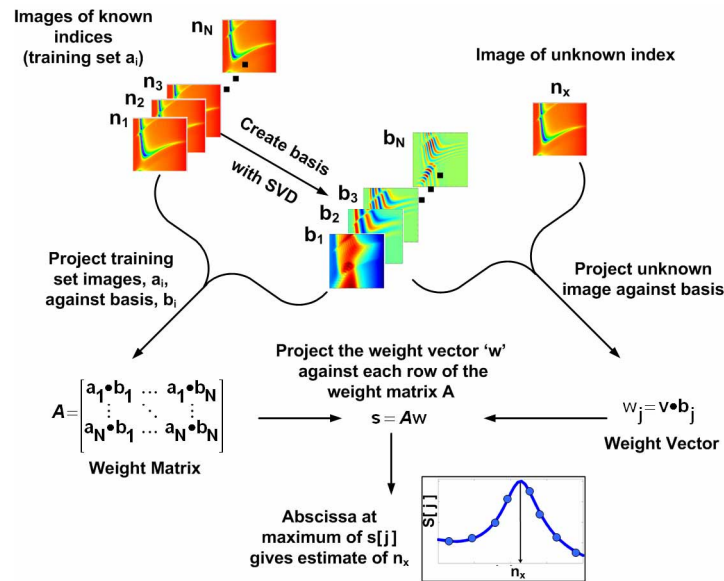 Images of known
indices
(training set aᵢ)
n_N
n₃
n₂
n₁
Image of unknown index
nₓ
Create basis
with SVD
b_N
b₃
b₂
b₁
Project training
set images, aᵢ,
against basis, bᵢ
Project unknown
image against basis
Project the weight vector ‘w’
against each row of the
weight matrix A
A = [a₁•b₁ ... a₁•b_N
⋮ ⋱ ⋮
a_N•b₁ ... a_N•b_N]
Weight Matrix
s = Aw
w_j = v•b_j
Weight Vector
Abscissa at
maximum of s[j]
gives estimate of nₓ
S[j]
nₓ